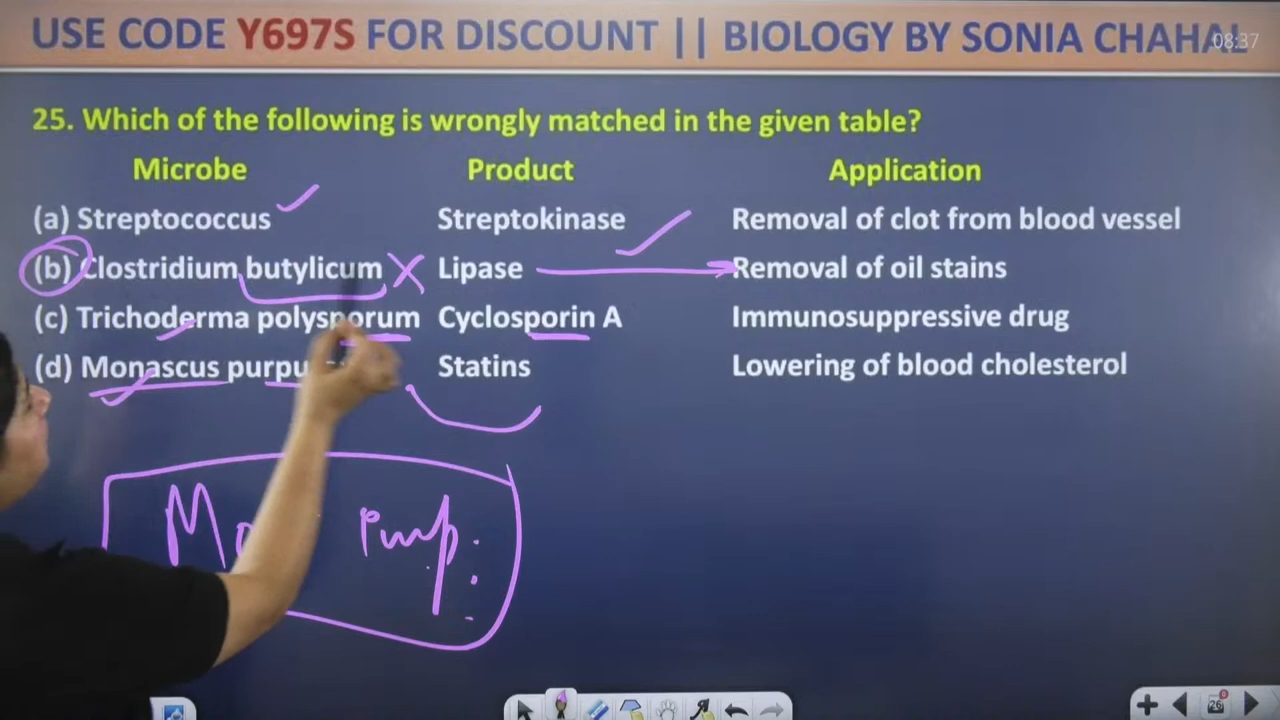 USE CODE Y697S FOR DISCOUNT || BIOLOGY BY SONIA CHAHAL
08:37
25. Which of the following is wrongly matched in the given table?
Microbe Product Application
(a) Streptococcus Streptokinase Removal of clot from blood vessel
(b) Clostridium butylicum Lipase Removal of oil stains
(c) Trichoderma polysporum Cyclosporin A Immunosuppressive drug
(d) Monascus Statins Lowering of blood cholesterol
imp.
26